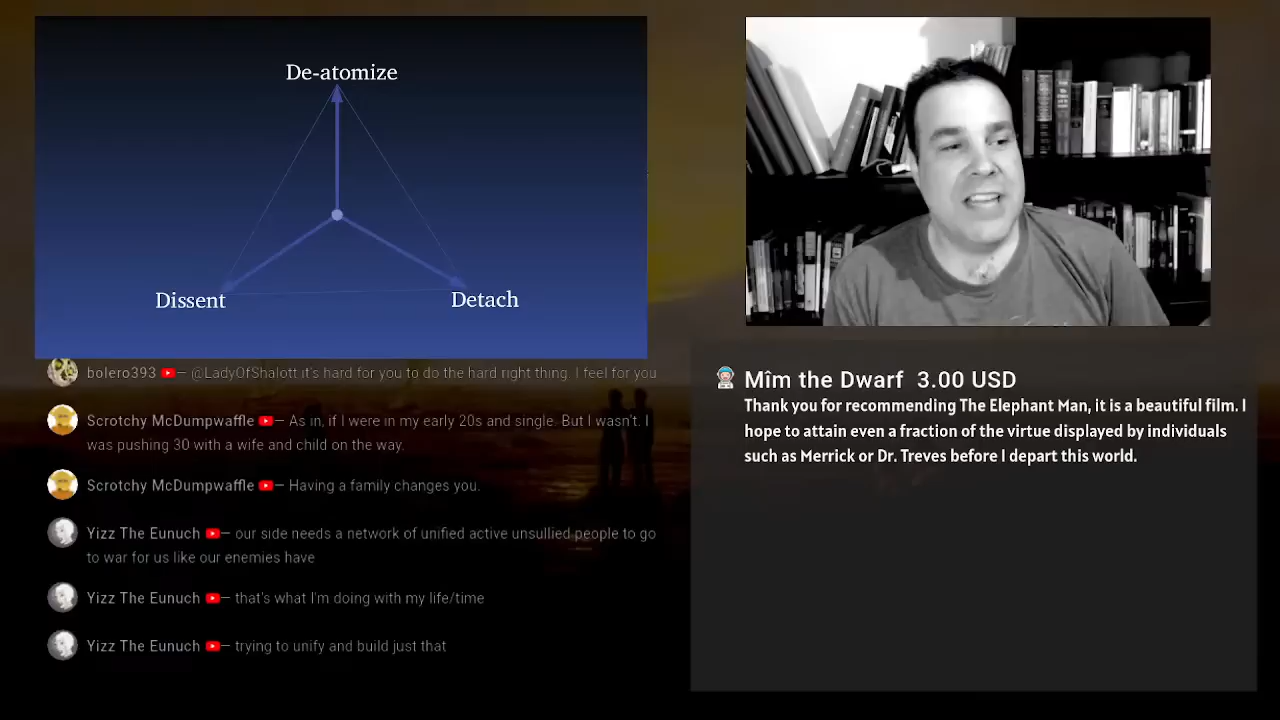 De-atomize
Dissent
Detach
bolero393 — @LadyOfShalott it's hard for you to do the hard right thing. I feel for you
Scrotchy McDumpwaffle — As in, if I were in my early 20s and single. But I wasn't. I
was pushing 30 with a wife and child on the way.
Scrotchy McDumpwaffle — Having a family changes you.
Yizz The Eunuch — our side needs a network of unified active unsullied people to go
to war for us like our enemies have
Yizz The Eunuch — that's what I'm doing with my life/time
Yizz The Eunuch — trying to unify and build just that
Mîm the Dwarf 3.00 USD
Thank you for recommending The Elephant Man, it is a beautiful film. I
hope to attain even a fraction of the virtue displayed by individuals
such as Merrick or Dr. Treves before I depart this world.